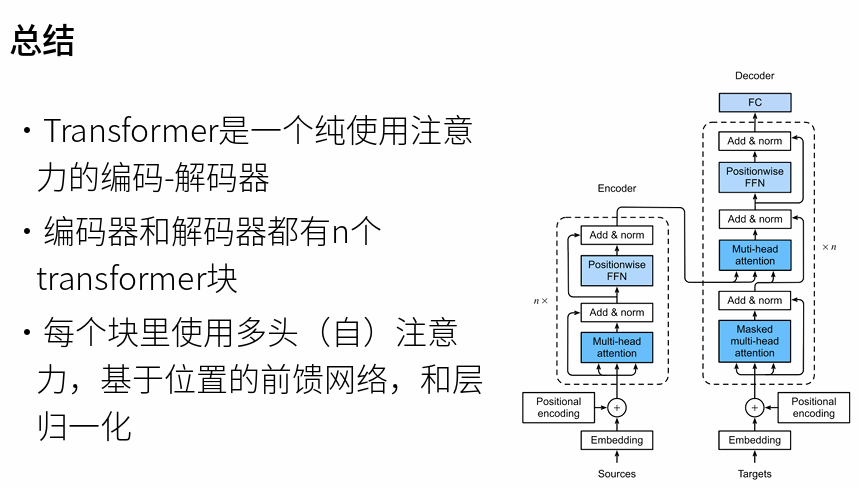 总结
• Transformer是一个纯使用注意
力的编码-解码器
• 编码器和解码器都有n个
transformer块
• 每个块里使用多头（自）注意
力，基于位置的前馈网络，和层
归一化
Encoder
n×
Add & norm
Positionwise
FFN
Add & norm
Multi-head
attention
Positional
encoding
+
Embedding
Sources
Decoder
FC
Add & norm
Positionwise
FFN
Add & norm
Muti-head
attention
× n
Add & norm
Masked
multi-head
attention
+
Positional
encoding
Embedding
Targets